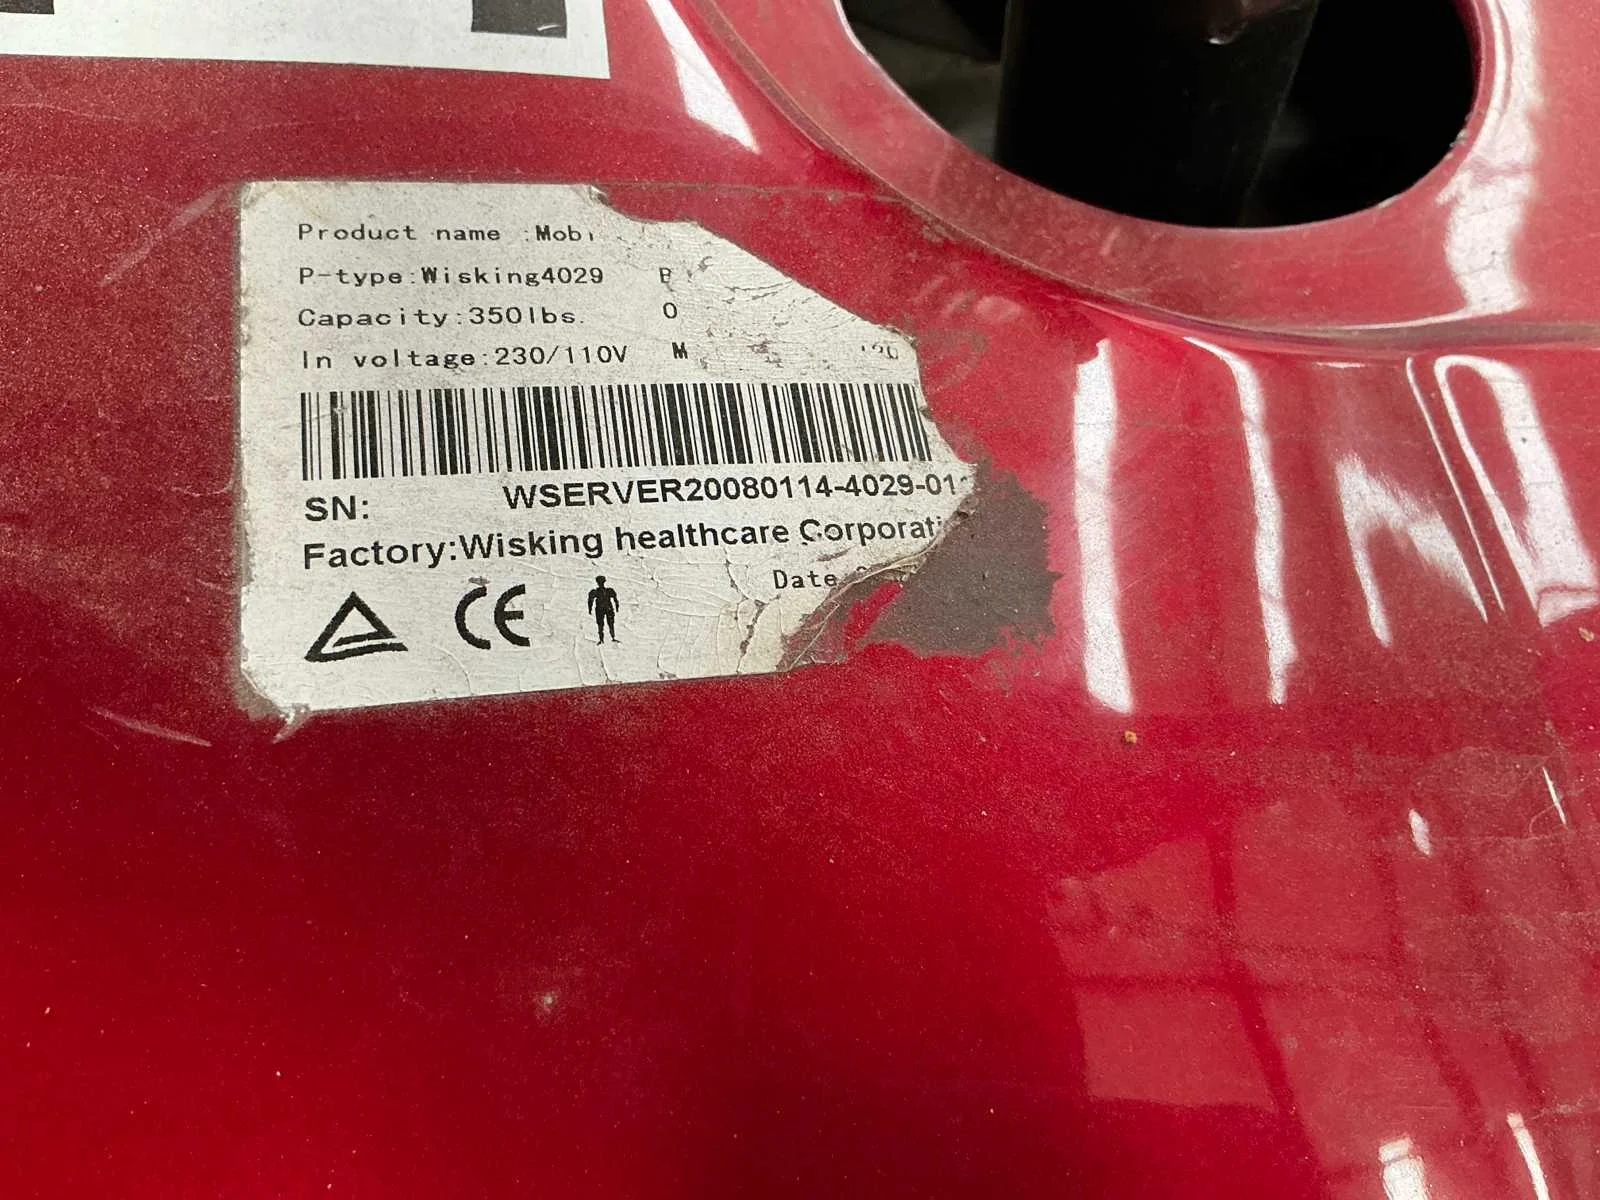 Product name :Mobi
P-type:Wisking4029
Capacity:350lbs. O
In voltage:230/110V M
SN: WSERVER20080114-4029-01
Factory:Wisking healthcare Corporati
Date
CE